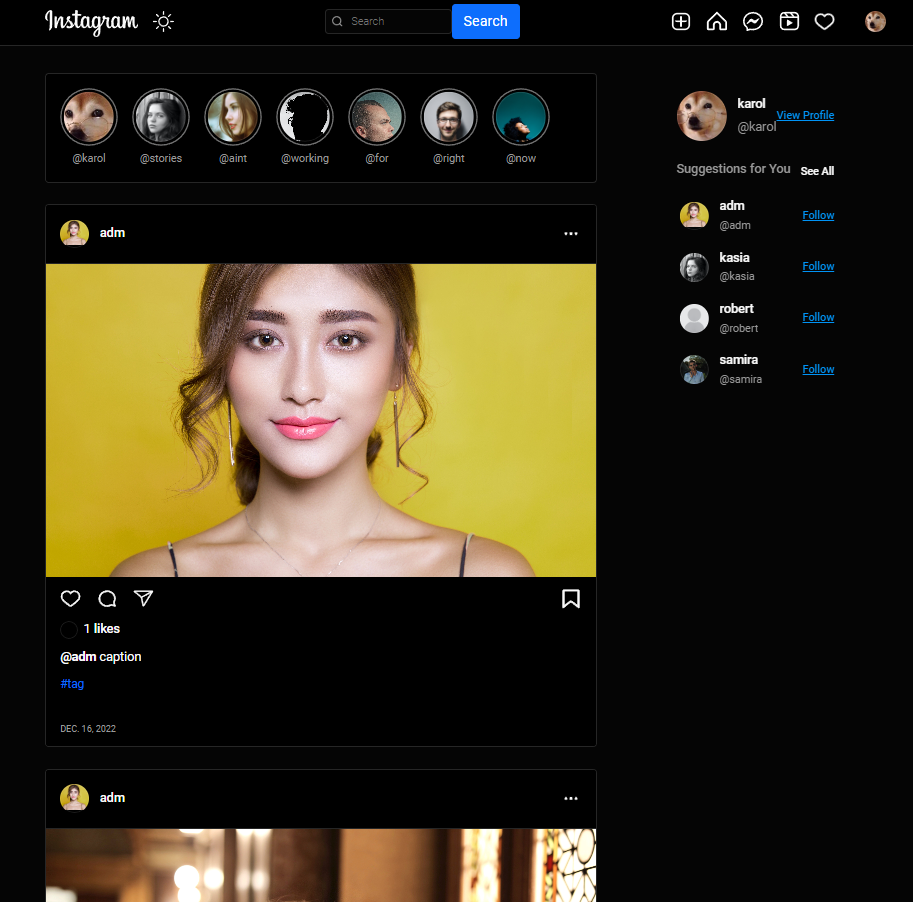 Instagram
Search
Search
@karol @stories @aint @working @for @right @now
karol
@karol
View Profile
Suggestions for You See All
adm
@adm
Follow
kasia
@kasia
Follow
robert
@robert
Follow
samira
@samira
Follow
adm
1 likes
@adm caption
#tag
DEC. 16, 2022
adm